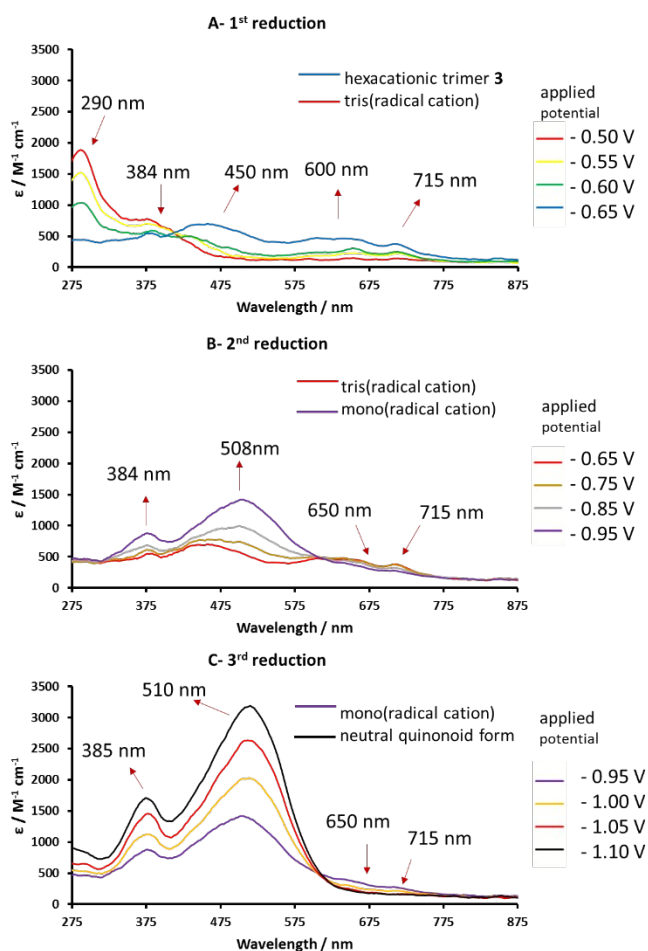 A- 1st reduction
ε / M-1 cm-1
3500
3000
2500
2000
1500
1000
500
0
290 nm
384 nm
450 nm
600 nm
715 nm
hexacationic trimer 3
tris(radical cation)
applied
potential
- 0.50 V
- 0.55 V
- 0.60 V
- 0.65 V
275 375 475 575 675 775 875
Wavelength / nm
B- 2nd reduction
ε / M-1 cm-1
3500
3000
2500
2000
1500
1000
500
0
384 nm
508nm
650 nm
715 nm
tris(radical cation)
mono(radical cation)
applied
potential
- 0.65 V
- 0.75 V
- 0.85 V
- 0.95 V
275 375 475 575 675 775 875
Wavelength / nm
C- 3rd reduction
ε / M-1 cm-1
3500
3000
2500
2000
1500
1000
500
0
385 nm
510 nm
650 nm
715 nm
mono(radical cation)
neutral quinonoid form
applied
potential
- 0.95 V
- 1.00 V
- 1.05 V
- 1.10 V
275 375 475 575 675 775 875
Wavelength / nm